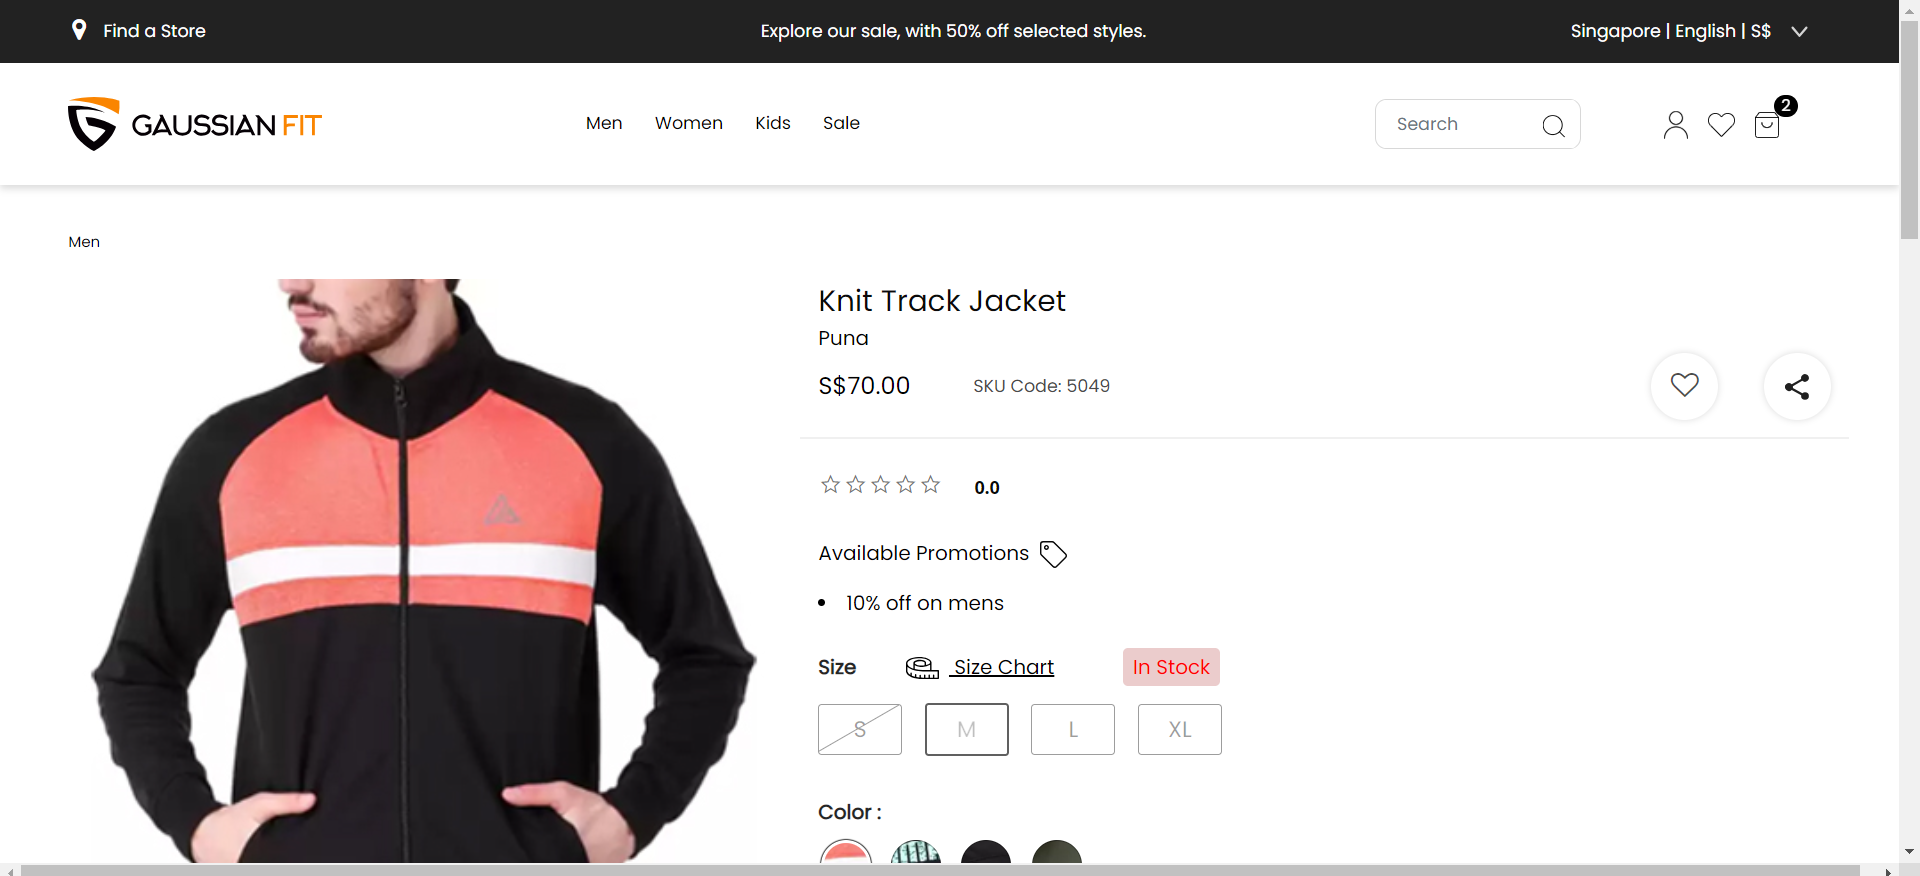 Find a Store
Explore our sale, with 50% off selected styles.
Singapore | English | S$
GAUSSIAN FIT
Men
Women
Kids
Sale
Search
2
Men
Knit Track Jacket
Puna
S$70.00
SKU Code: 5049
0.0
Available Promotions
• 10% off on mens
Size
Size Chart
In Stock
S
M
L
XL
Color :